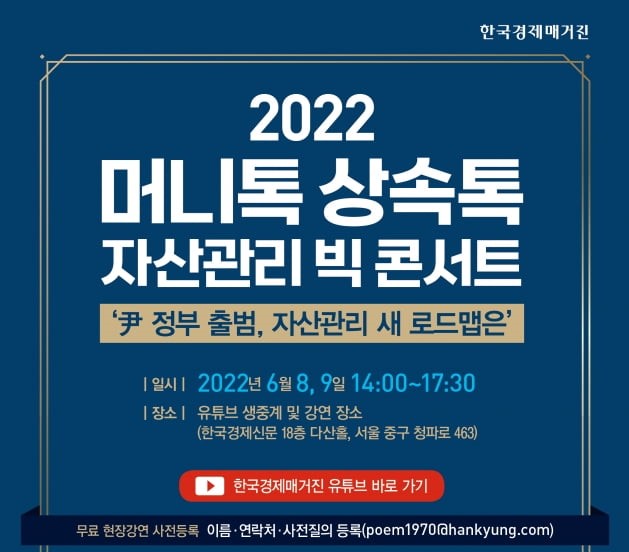 한국경제매거진
2022
머니톡 상속톡
자산관리 빅 콘서트
‘尹 정부 출범, 자산관리 새 로드맵은’
| 일시 | 2022년 6월 8, 9일 14:00~17:30
| 장소 | 유튜브 생중계 및 강연 장소
(한국경제신문 18층 다산홀, 서울 중구 청파로 463)
한국경제매거진 유튜브 바로 가기
무료 현장강연 사전등록 이름·연락처·사전질의 등록(poem1970@hankyung.com)